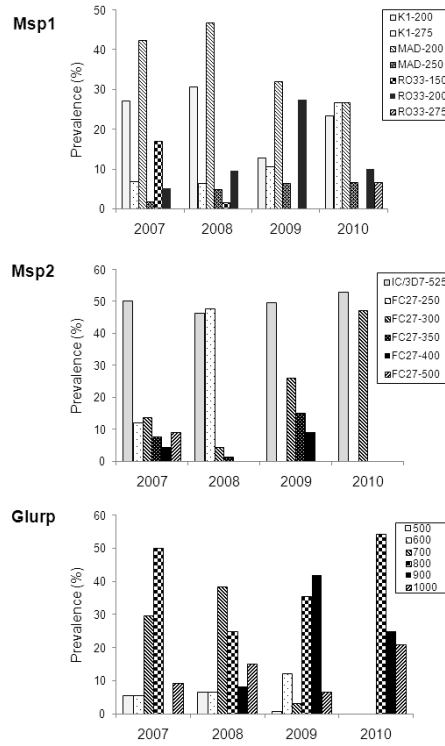 Msp1
Prevalence (%)
50
40
30
20
10
0
2007 2008 2009 2010
K1-200
K1-275
MAD-200
MAD-250
RO33-150
RO33-200
RO33-275
Msp2
Prevalence (%)
60
50
40
30
20
10
0
2007 2008 2009 2010
IC/3D7-525
FC27-250
FC27-300
FC27-350
FC27-400
FC27-500
Glurp
Prevalence (%)
60
50
40
30
20
10
0
2007 2008 2009 2010
500
600
700
800
900
1000